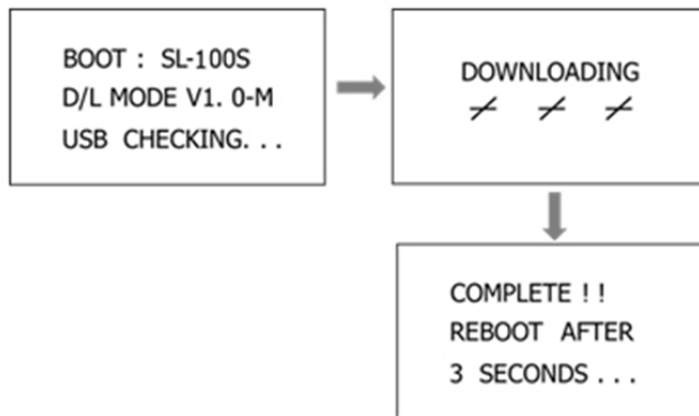 BOOT : SL-100S
D/L MODE V1. 0-M
USB CHECKING. . .
DOWNLOADING
≠ ≠ ≠
COMPLETE ! !
REBOOT AFTER
3 SECONDS . . .